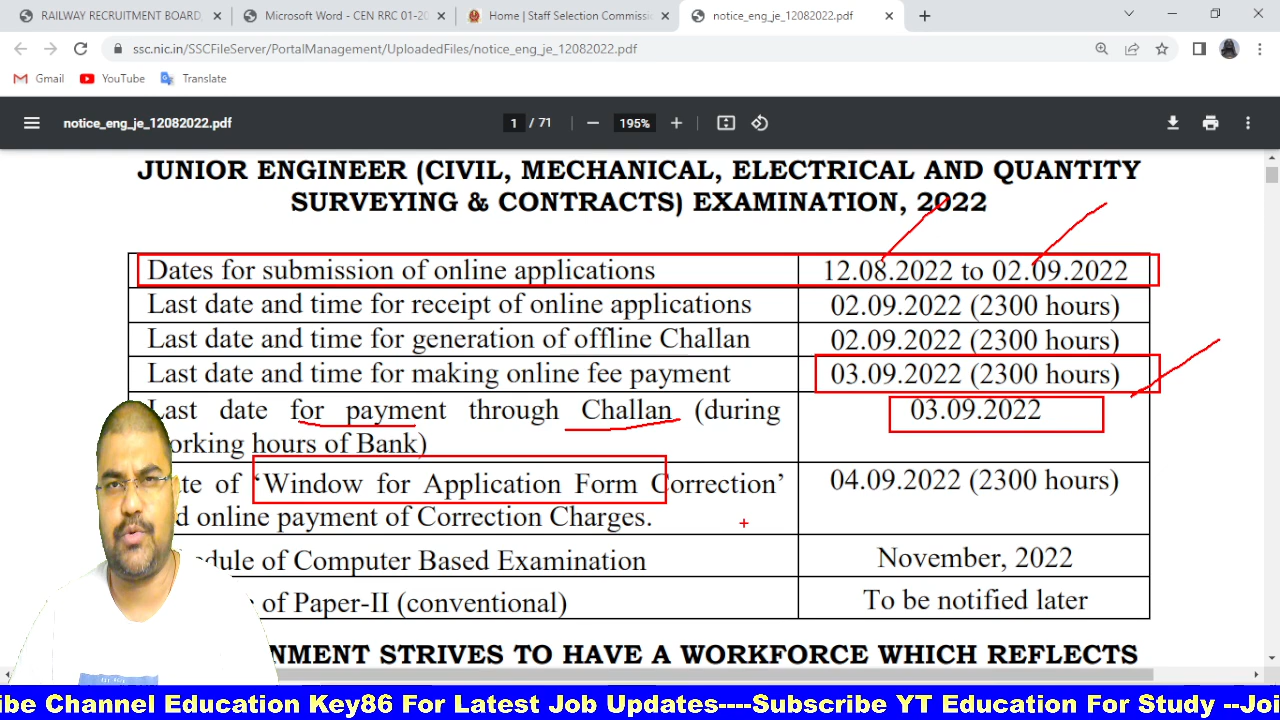 RAILWAY RECRUITMENT BOARD,
Microsoft Word - CEN RRC 01-20
Home | Staff Selection Commissio
notice_eng_je_12082022.pdf
ssc.nic.in/SSCFileServer/PortalManagement/UploadedFiles/notice_eng_je_12082022.pdf
Gmail YouTube Translate
notice_eng_je_12082022.pdf 1 / 71 195%
JUNIOR ENGINEER (CIVIL, MECHANICAL, ELECTRICAL AND QUANTITY
SURVEYING & CONTRACTS) EXAMINATION, 2022
Dates for submission of online applications 12.08.2022 to 02.09.2022
Last date and time for receipt of online applications 02.09.2022 (2300 hours)
Last date and time for generation of offline Challan 02.09.2022 (2300 hours)
Last date and time for making online fee payment 03.09.2022 (2300 hours)
Last date for payment through Challan (during 03.09.2022
orking hours of Bank)
te of ‘Window for Application Form Correction’ 04.09.2022 (2300 hours)
d online payment of Correction Charges.
edule of Computer Based Examination November, 2022
e of Paper-II (conventional) To be notified later
NMENT STRIVES TO HAVE A WORKFORCE WHICH REFLECTS
ibe Channel Education Key86 For Latest Job Updates----Subscribe YT Education For Study --Joi